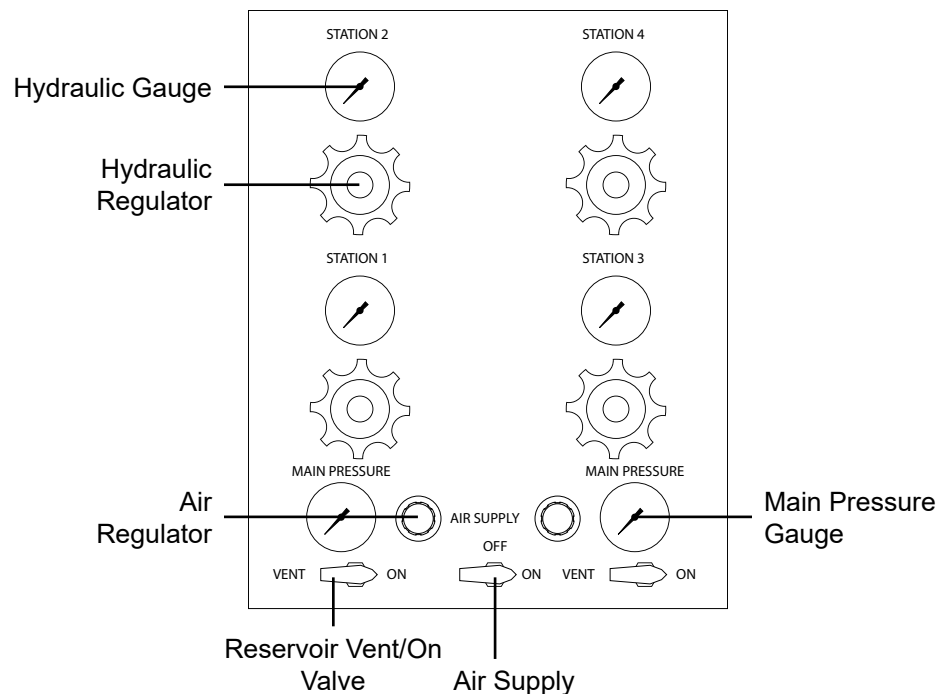 STATION 2
STATION 4
Hydraulic Gauge
Hydraulic
Regulator
STATION 1
STATION 3
MAIN PRESSURE
MAIN PRESSURE
Air
Regulator
AIR SUPPLY
Main Pressure
Gauge
OFF
VENT
ON
ON
VENT
ON
Reservoir Vent/On
Valve
Air Supply